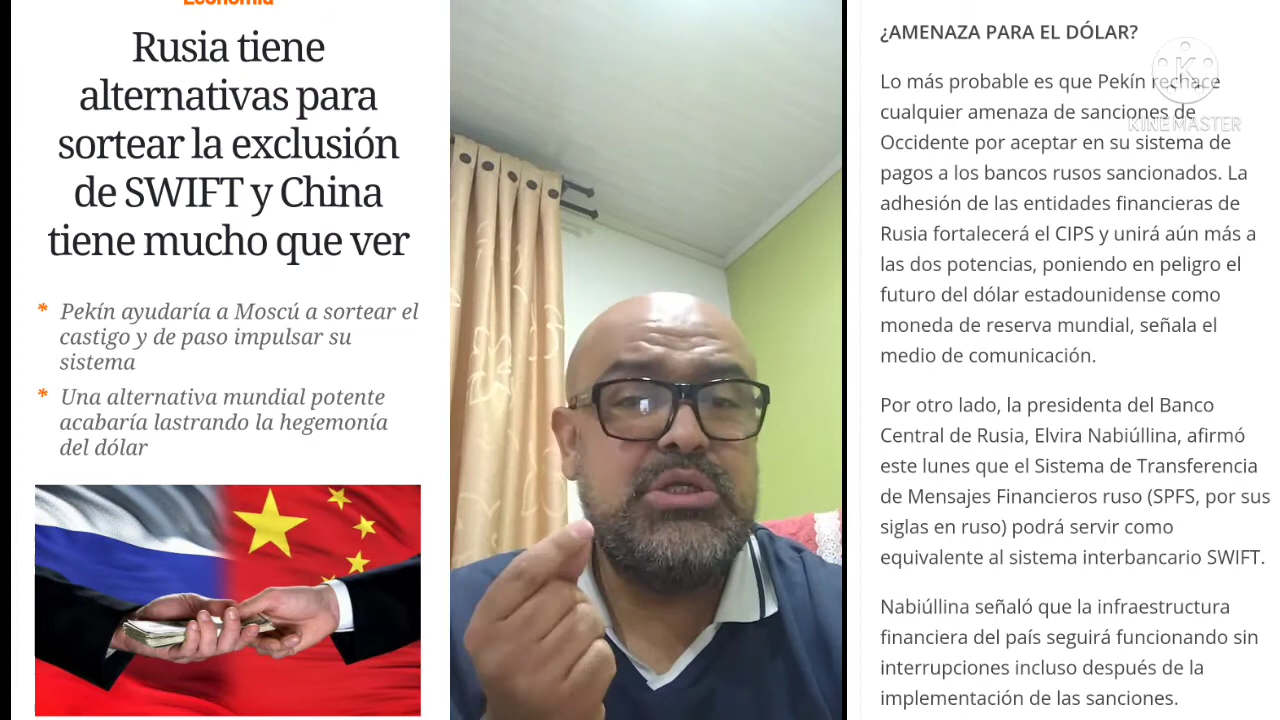 Economía
Rusia tiene
alternativas para
sortear la exclusión
de SWIFT y China
tiene mucho que ver
* Pekín ayudaría a Moscú a sortear el
castigo y de paso impulsar su
sistema
* Una alternativa mundial potente
acabaría lastrando la hegemonía
del dólar
¿AMENAZA PARA EL DÓLAR?
Lo más probable es que Pekín rechace
cualquier amenaza de sanciones de
Occidente por aceptar en su sistema de
pagos a los bancos rusos sancionados. La
adhesión de las entidades financieras de
Rusia fortalecerá el CIPS y unirá aún más a
las dos potencias, poniendo en peligro el
futuro del dólar estadounidense como
moneda de reserva mundial, señala el
medio de comunicación.
Por otro lado, la presidenta del Banco
Central de Rusia, Elvira Nabiúllina, afirmó
este lunes que el Sistema de Transferencia
de Mensajes Financieros ruso (SPFS, por sus
siglas en ruso) podrá servir como
equivalente al sistema interbancario SWIFT.
Nabiúllina señaló que la infraestructura
financiera del país seguirá funcionando sin
interrupciones incluso después de la
implementación de las sanciones.
K
KINEMASTER